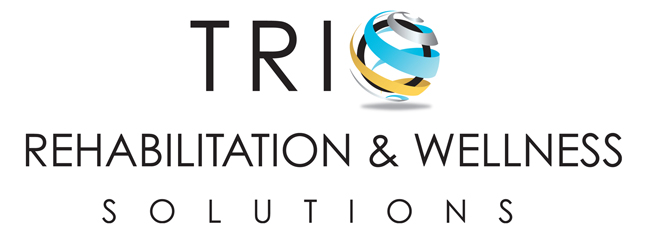 TRIO
REHABILITATION & WELLNESS
SOLUTIONS